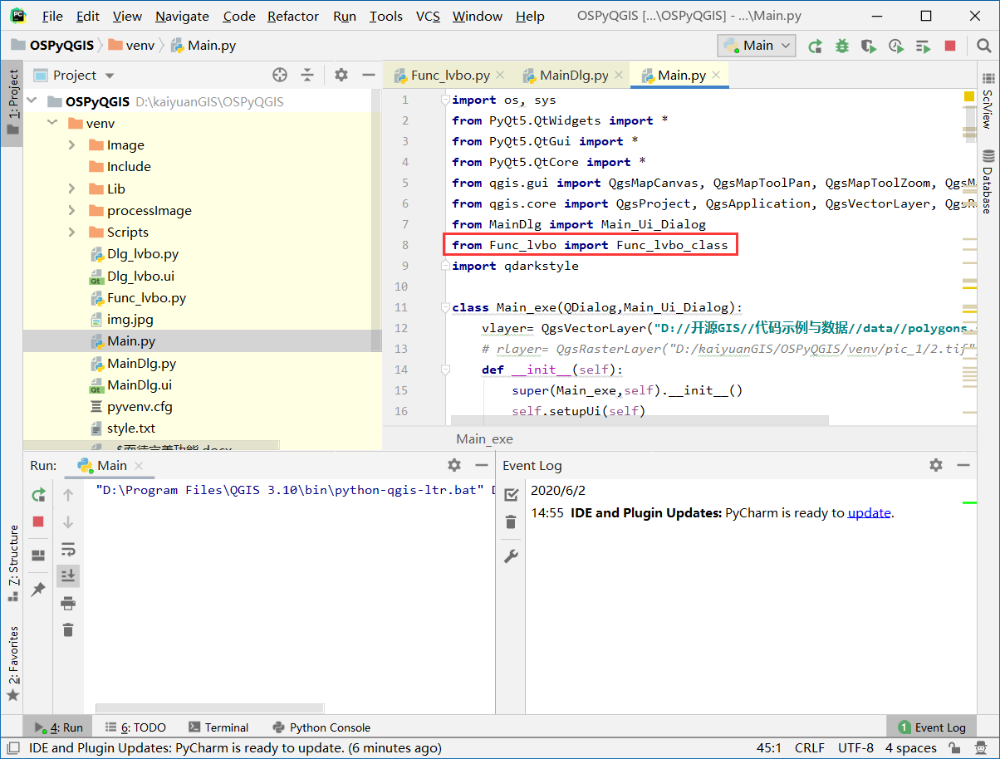 File Edit View Navigate Code Refactor Run Tools VCS Window Help OSPyQGIS [...\OSPyQGIS] - ...\Main.py
OSPyQGIS venv Main.py Main
1: Project
Project
OSPyQGIS D:\kaiyuanGIS\OSPyQGIS
venv
Image
Include
Lib
processImage
Scripts
Dlg_lvbo.py
Dlg_lvbo.ui
Func_lvbo.py
img.jpg
Main.py
MainDlg.py
MainDlg.ui
pyvenv.cfg
style.txt
Func_lvbo.py MainDlg.py Main.py
1 import os, sys
2 from PyQt5.QtWidgets import *
3 from PyQt5.QtGui import *
4 from PyQt5.QtCore import *
5 from qgis.gui import QgsMapCanvas, QgsMapToolPan, QgsMapToolZoom,
6 from qgis.core import QgsProject, QgsApplication, QgsVectorLayer,
7 from MainDlg import Main_Ui_Dialog
8 from Func_lvbo import Func_lvbo_class
9 import qdarkstyle
10
11 class Main_exe(QDialog,Main_Ui_Dialog):
12 vlayer= QgsVectorLayer("D://开源GIS//代码示例与数据//data//polygons.
13 # rlayer= QgsRasterLayer("D:/kaiyuanGIS/OSPyQGIS/venv/pic_1/2.tif"
14 def __init__(self):
15 super(Main_exe,self).__init__()
16 self.setupUi(self)
Main_exe
SciView
Database
Run: Main
"D:\Program Files\QGIS 3.10\bin\python-qgis-ltr.bat"
Event Log
2020/6/2
14:55 IDE and Plugin Updates: PyCharm is ready to update.
7: Structure
2: Favorites
4: Run 6: TODO Terminal Python Console 1 Event Log
IDE and Plugin Updates: PyCharm is ready to update. (6 minutes ago) 45:1 CRLF UTF-8 4 spaces